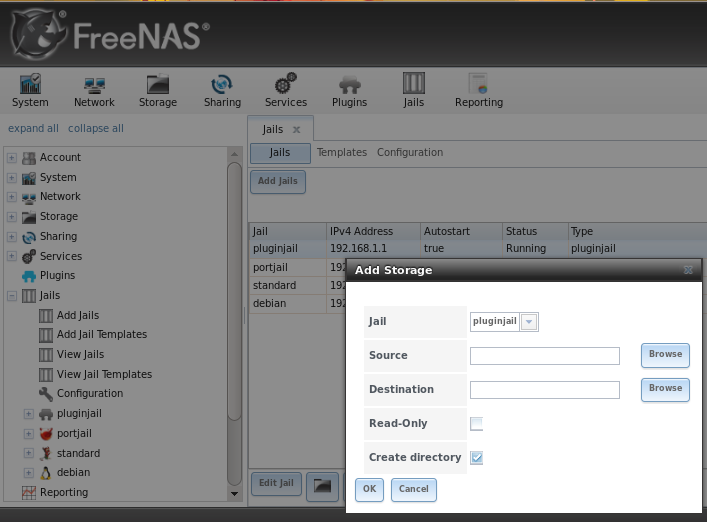 FreeNAS®
System Network Storage Sharing Services Plugins Jails Reporting
expand all collapse all
Account
System
Network
Storage
Sharing
Services
Plugins
Jails
Add Jails
Add Jail Templates
View Jails
View Jail Templates
Configuration
pluginjail
portjail
standard
debian
Reporting
Jails
Jails Templates Configuration
Add Jails
Jail IPv4 Address Autostart Status Type
pluginjail 192.168.1.1 true Running pluginjail
portjail 192
standard 192
debian 192
Edit Jail
Add Storage
Jail pluginjail
Source Browse
Destination Browse
Read-Only
Create directory
OK Cancel